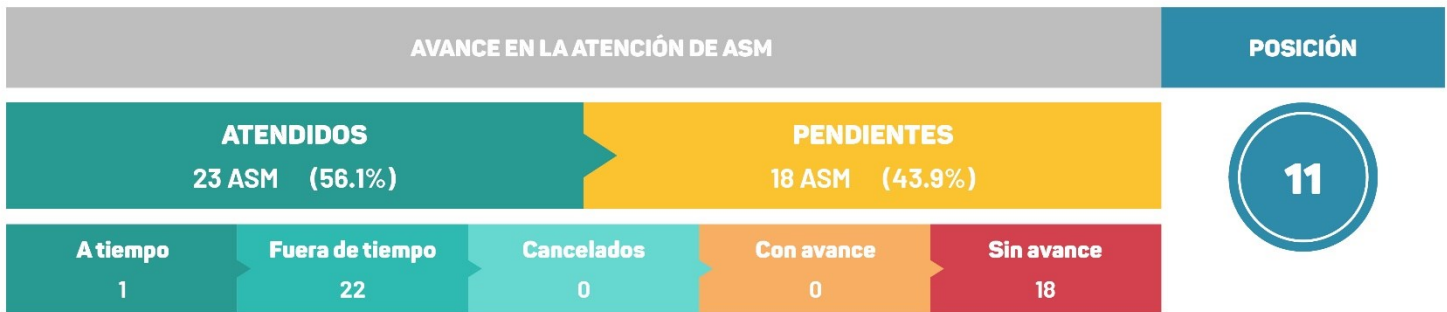 AVANCE EN LA ATENCIÓN DE ASM
POSICIÓN
ATENDIDOS
23 ASM (56.1%)
PENDIENTES
18 ASM (43.9%)
11
A tiempo
1
Fuera de tiempo
22
Cancelados
0
Con avance
0
Sin avance
18